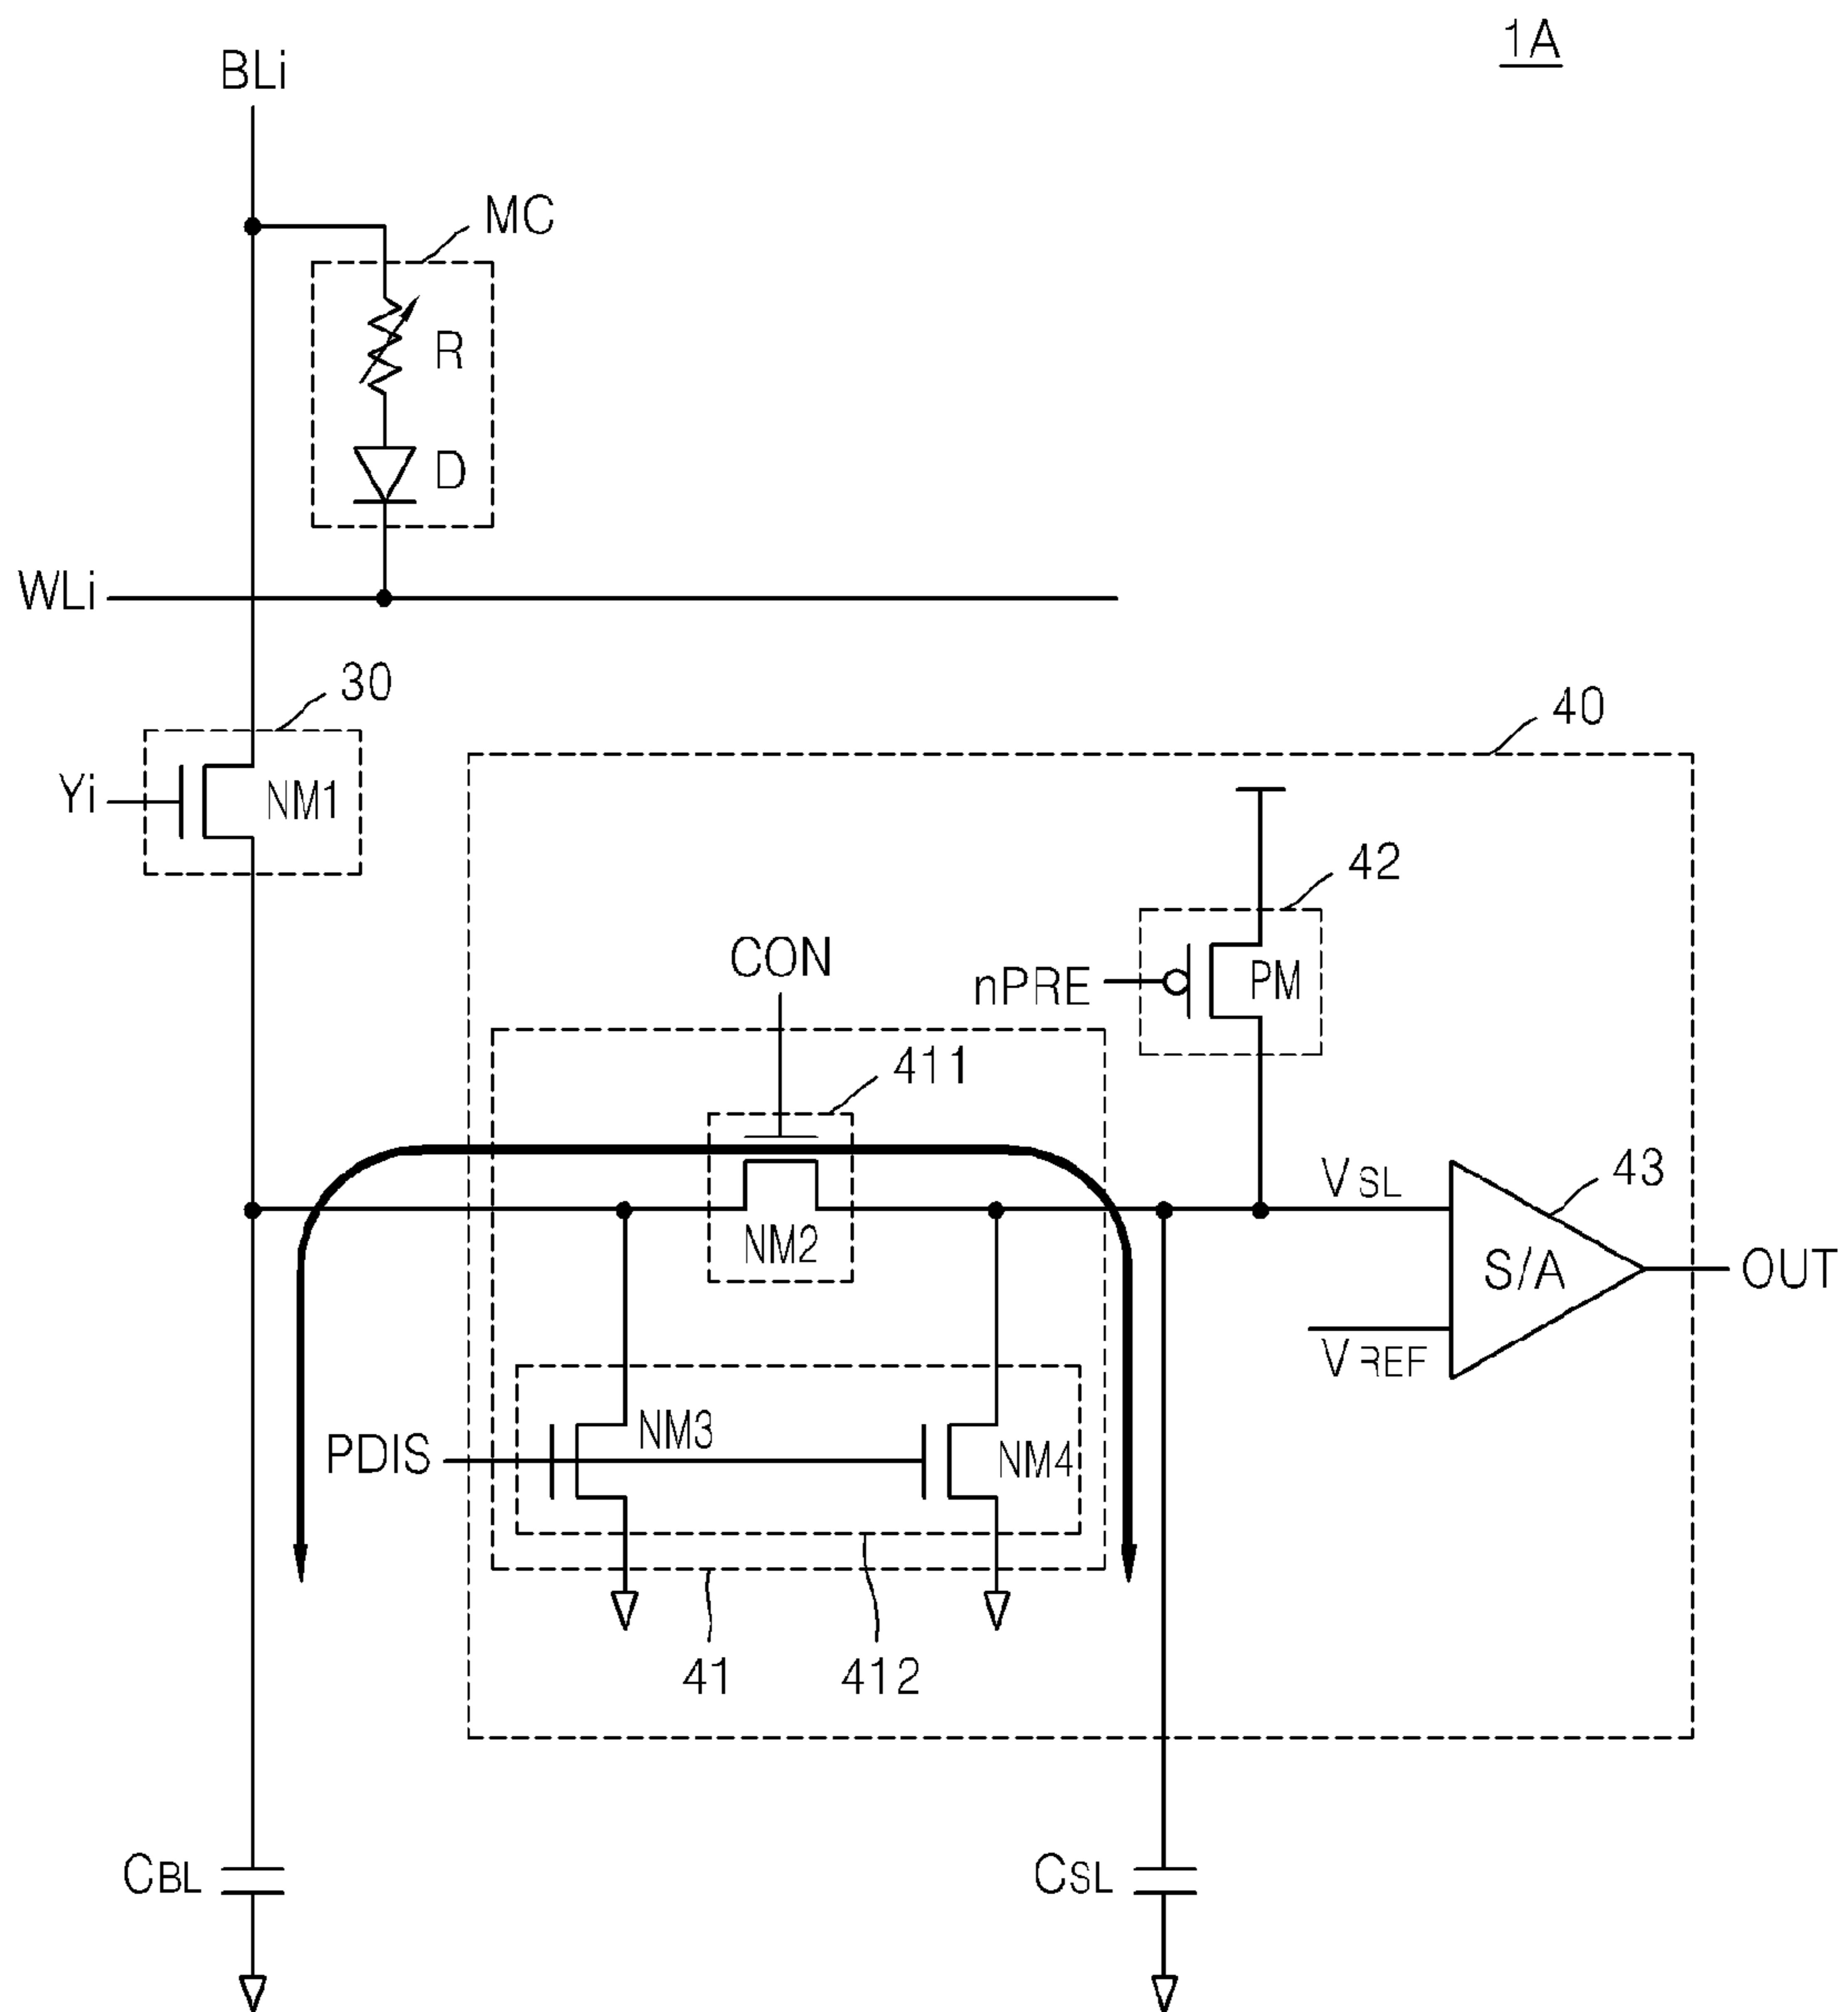 1A
BLi
MC
R
D
WLi
30
40
Yi
NM1
42
CON
nPRE
PM
411
VSL
43
NM2
S/A
OUT
VREF
NM3
PDIS
NM4
41
412
CBL
CSL